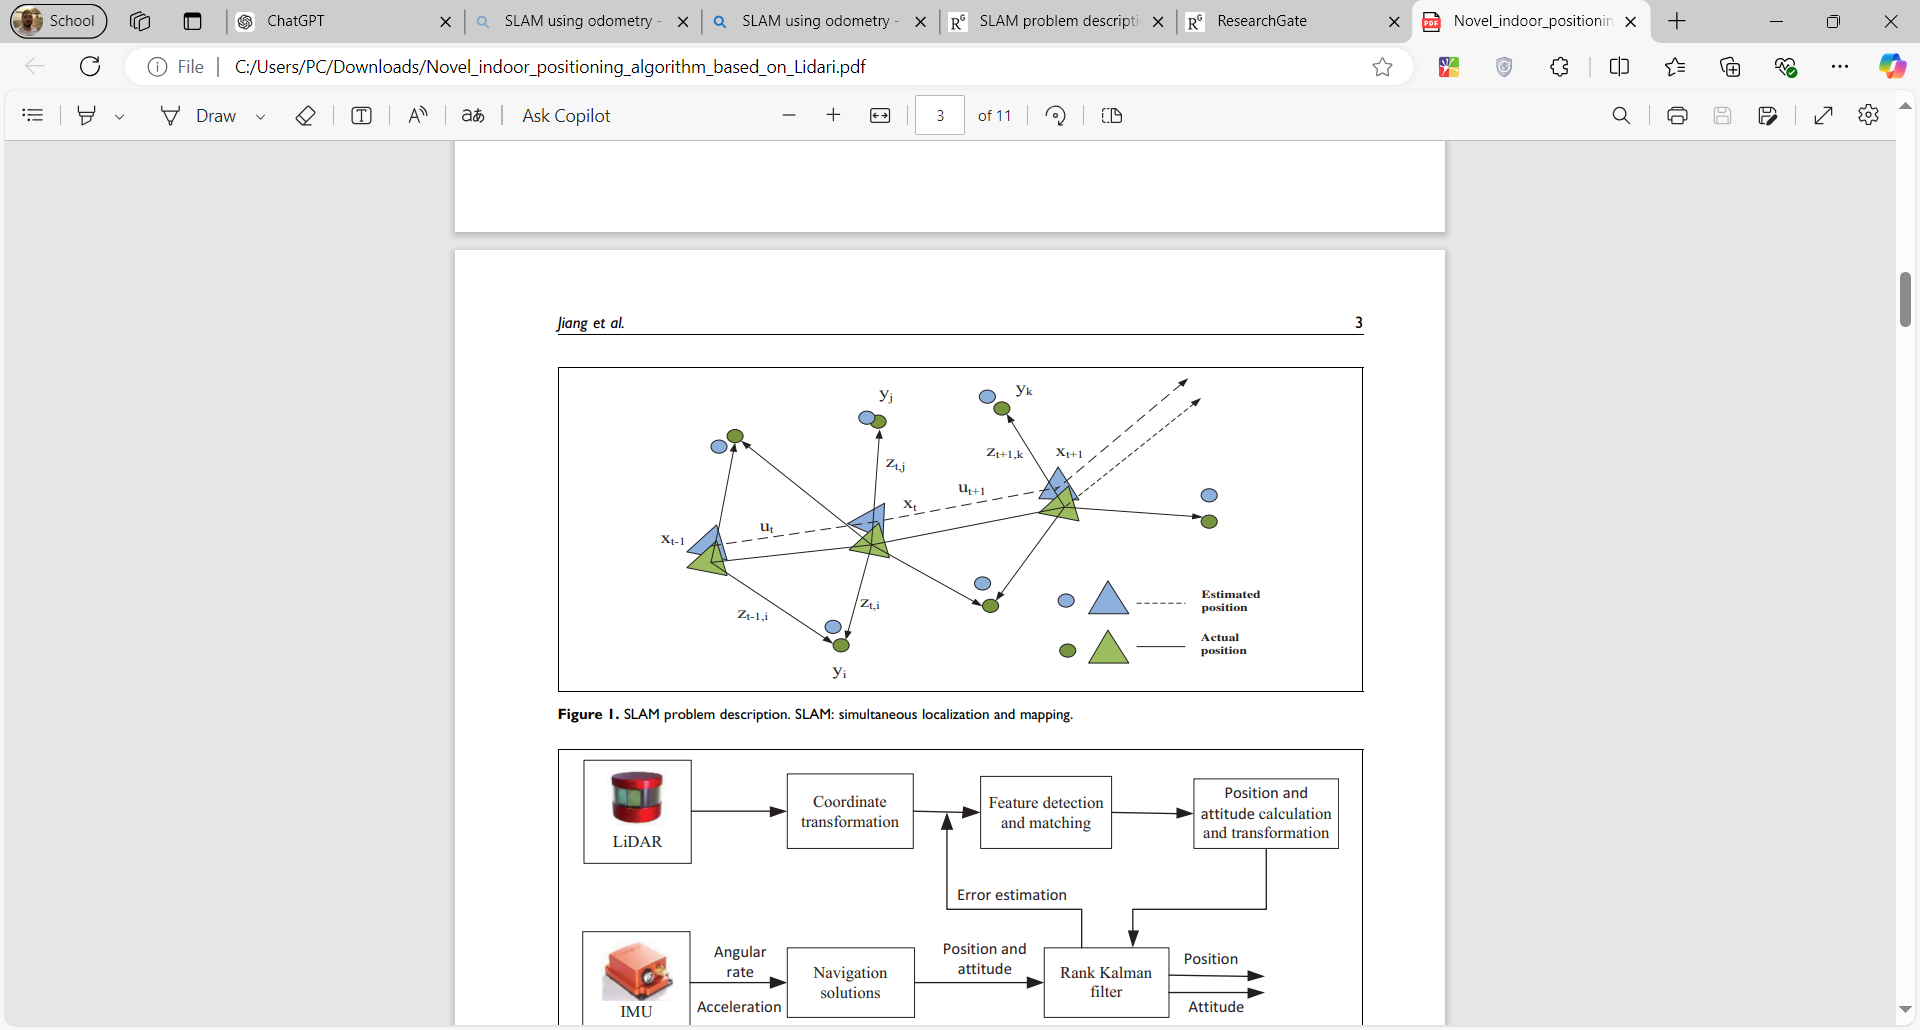 School
ChatGPT
SLAM using odometry -
SLAM using odometry -
SLAM problem descripti
ResearchGate
Novel_indoor_positionin
File
C:/Users/PC/Downloads/Novel_indoor_positioning_algorithm_based_on_Lidari.pdf
Draw
Ask Copilot
3
of 11
Jiang et al.
3
yj
yk
zt,j
zt+1,k
xt+1
ut+1
xt
ut
xt-1
zt-1,i
zt,i
yi
Estimated
position
Actual
position
Figure 1. SLAM problem description. SLAM: simultaneous localization and mapping.
LiDAR
Coordinate
transformation
Feature detection
and matching
Position and
attitude calculation
and transformation
Error estimation
IMU
Angular
rate
Acceleration
Navigation
solutions
Position and
attitude
Rank Kalman
filter
Position
Attitude